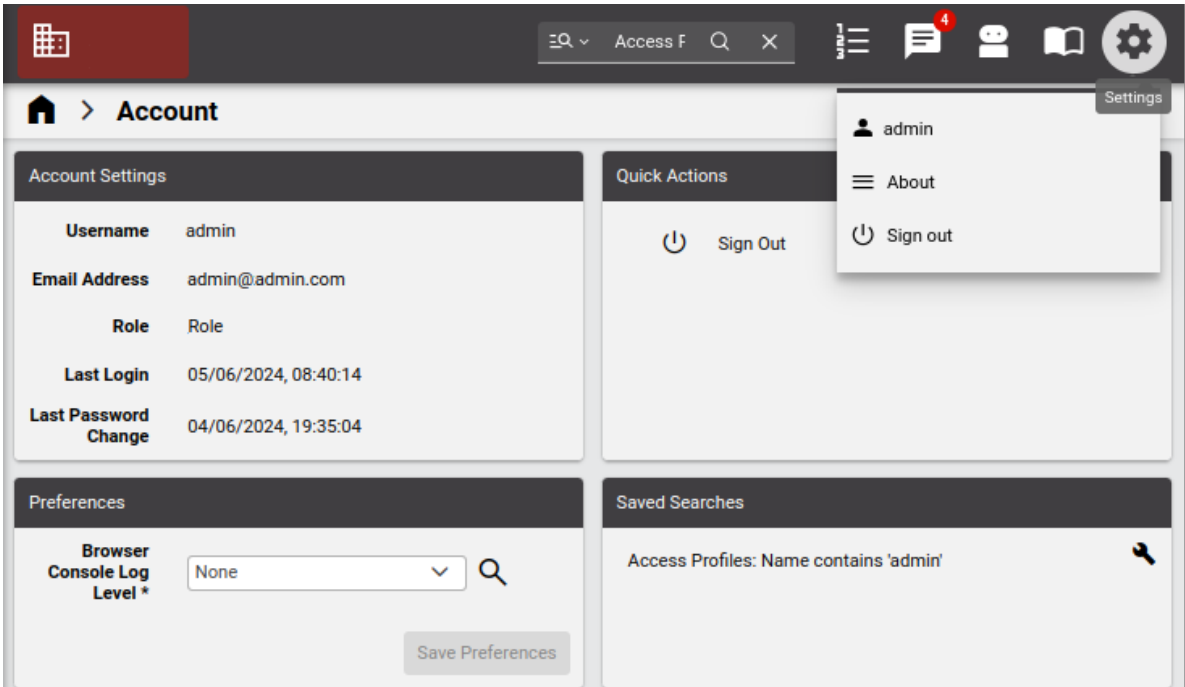 Access F
4
Settings
Account
admin
About
Sign out
Account Settings
Username admin
Email Address admin@admin.com
Role Role
Last Login 05/06/2024, 08:40:14
Last Password
Change 04/06/2024, 19:35:04
Quick Actions
Sign Out
Preferences
Browser
Console Log
Level *
None
Save Preferences
Saved Searches
Access Profiles: Name contains 'admin'